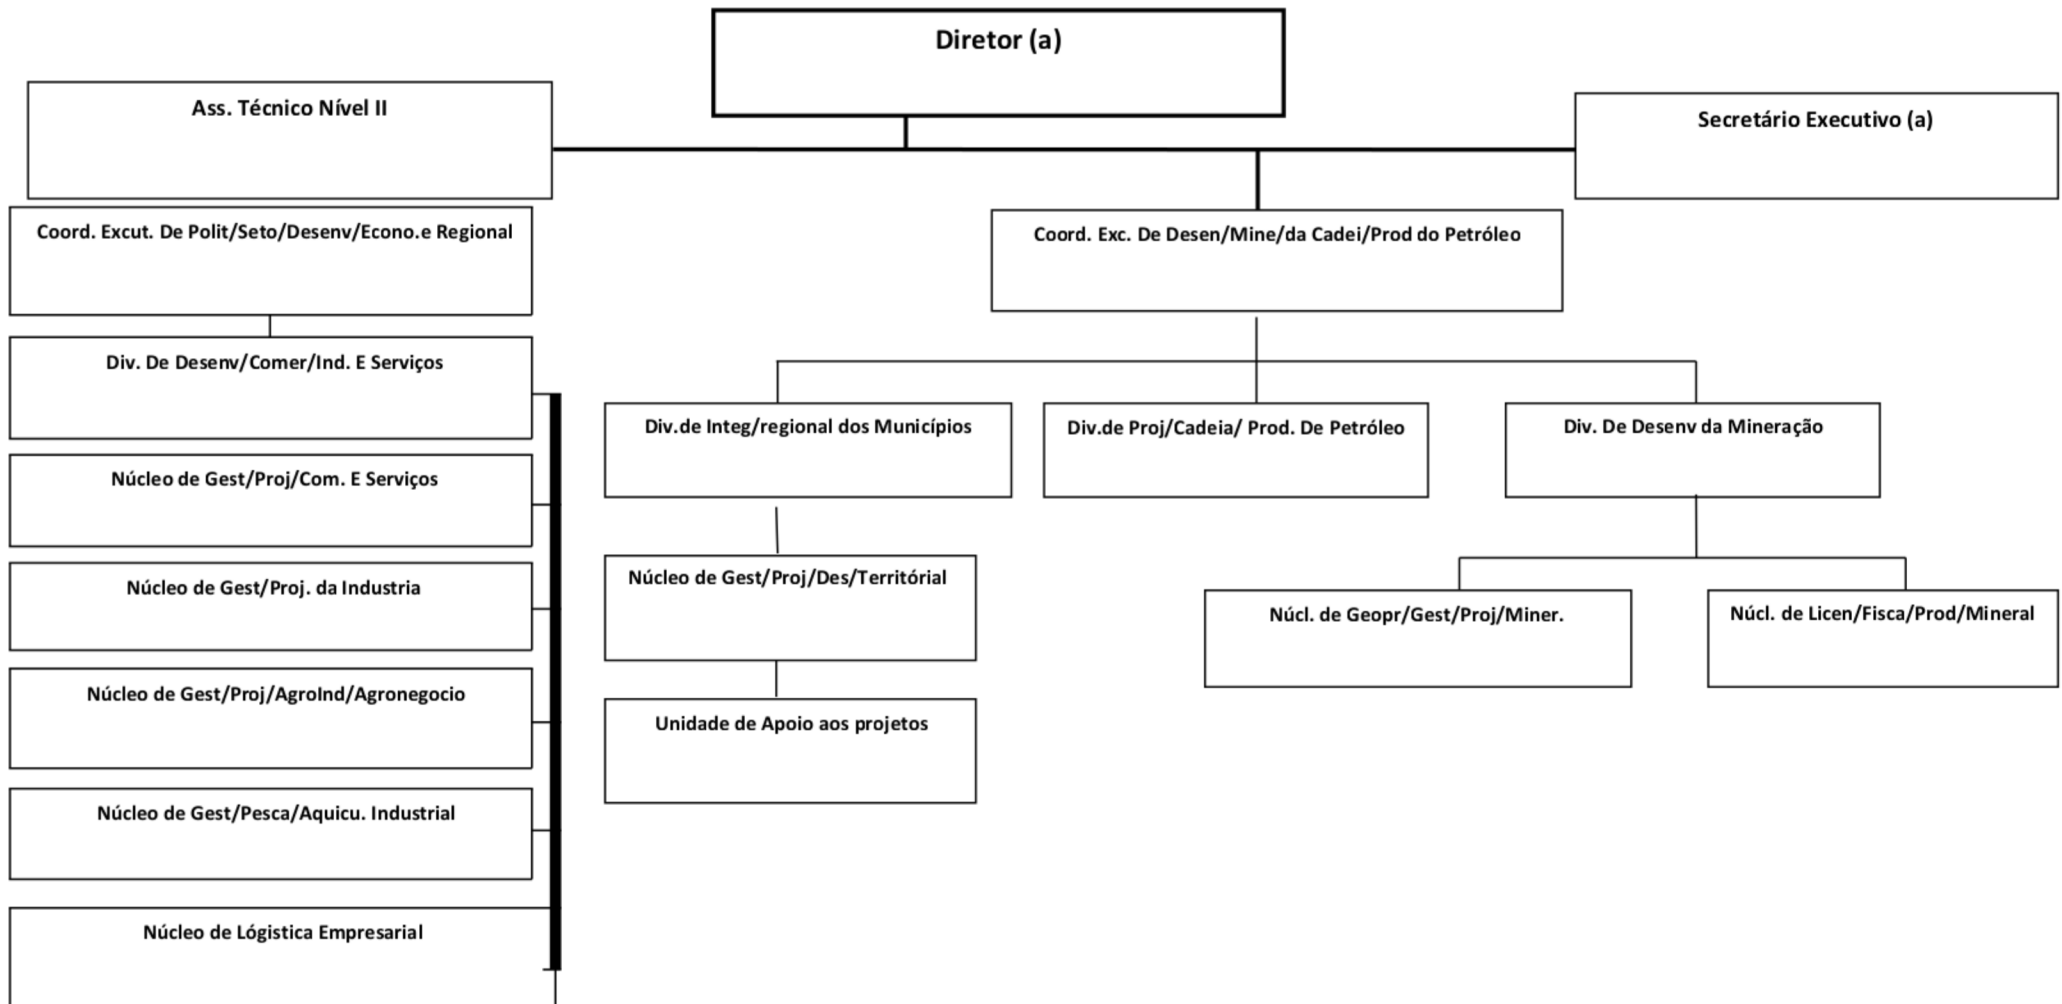 Diretor (a)
Ass. Técnico Nível II
Secretário Executivo (a)
Coord. Excut. De Polit/Seto/Desenv/Econo.e Regional
Coord. Exc. De Desen/Mine/da Cadei/Prod do Petróleo
Div. De Desenv/Comer/Ind. E Serviços
Div.de Integ/regional dos Municípios
Div.de Proj/Cadeia/ Prod. De Petróleo
Div. De Desenv da Mineração
Núcleo de Gest/Proj/Com. E Serviços
Núcleo de Gest/Proj. da Industria
Núcleo de Gest/Proj/Des/Territórial
Núcl. de Geopr/Gest/Proj/Miner.
Núcl. de Licen/Fisca/Prod/Mineral
Núcleo de Gest/Proj/AgroInd/Agronegocio
Unidade de Apoio aos projetos
Núcleo de Gest/Pesca/Aquicu. Industrial
Núcleo de Lógistica Empresarial